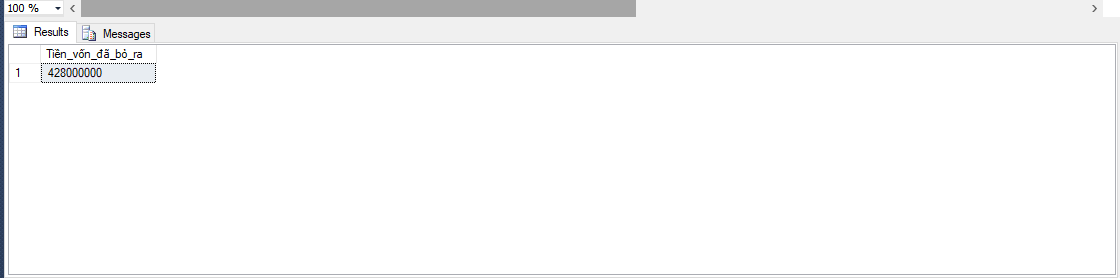 100 %
Results Messages
Tiền_vốn_đã_bỏ_ra
1 428000000